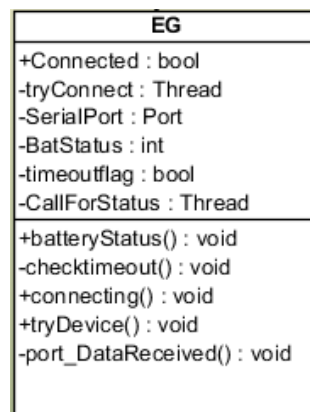 EG
+Connected : bool
-tryConnect : Thread
-SerialPort : Port
-BatStatus : int
-timeoutflag : bool
-CallForStatus : Thread
+batteryStatus() : void
-checktimeout() : void
+connecting() : void
+tryDevice() : void
-port_DataReceived() : void